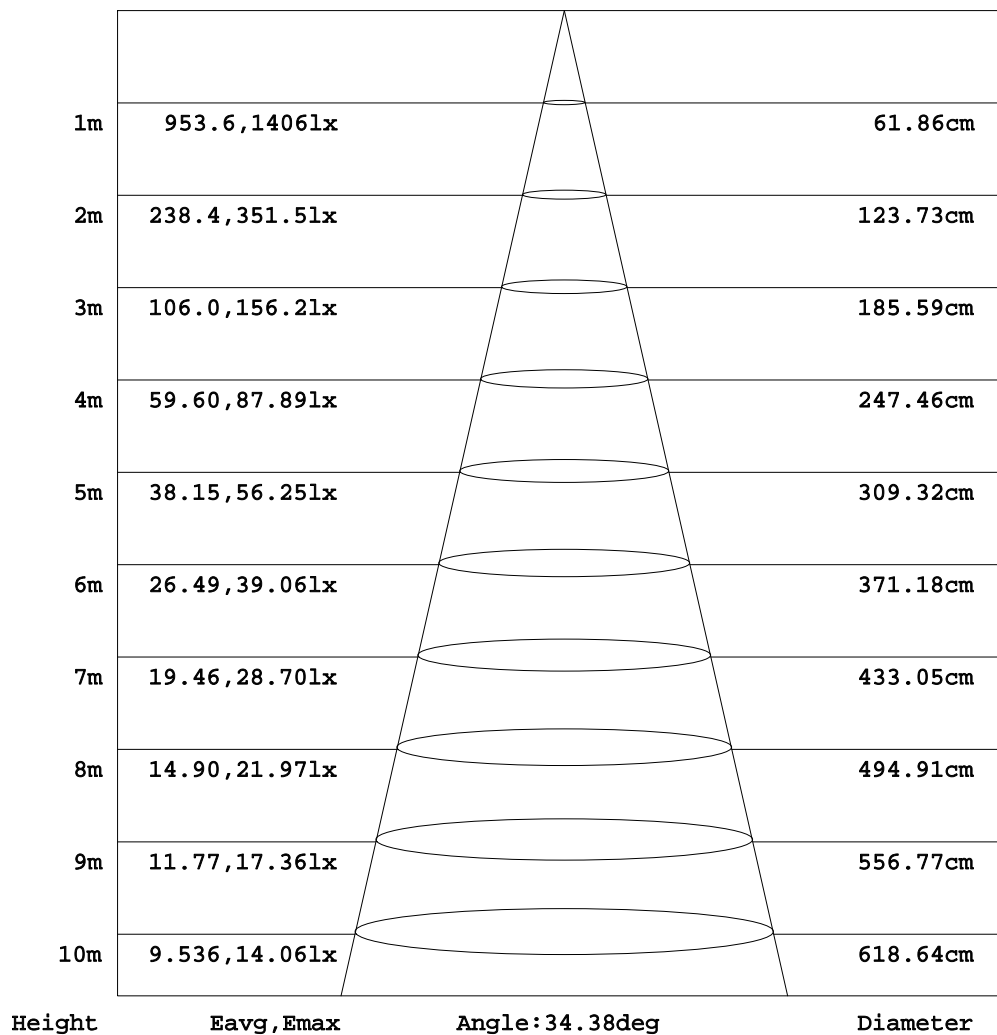 1m 953.6,1406lx 61.86cm
2m 238.4,351.5lx 123.73cm
3m 106.0,156.2lx 185.59cm
4m 59.60,87.89lx 247.46cm
5m 38.15,56.25lx 309.32cm
6m 26.49,39.06lx 371.18cm
7m 19.46,28.70lx 433.05cm
8m 14.90,21.97lx 494.91cm
9m 11.77,17.36lx 556.77cm
10m 9.536,14.06lx 618.64cm
Height Eavg,Emax Angle:34.38deg Diameter